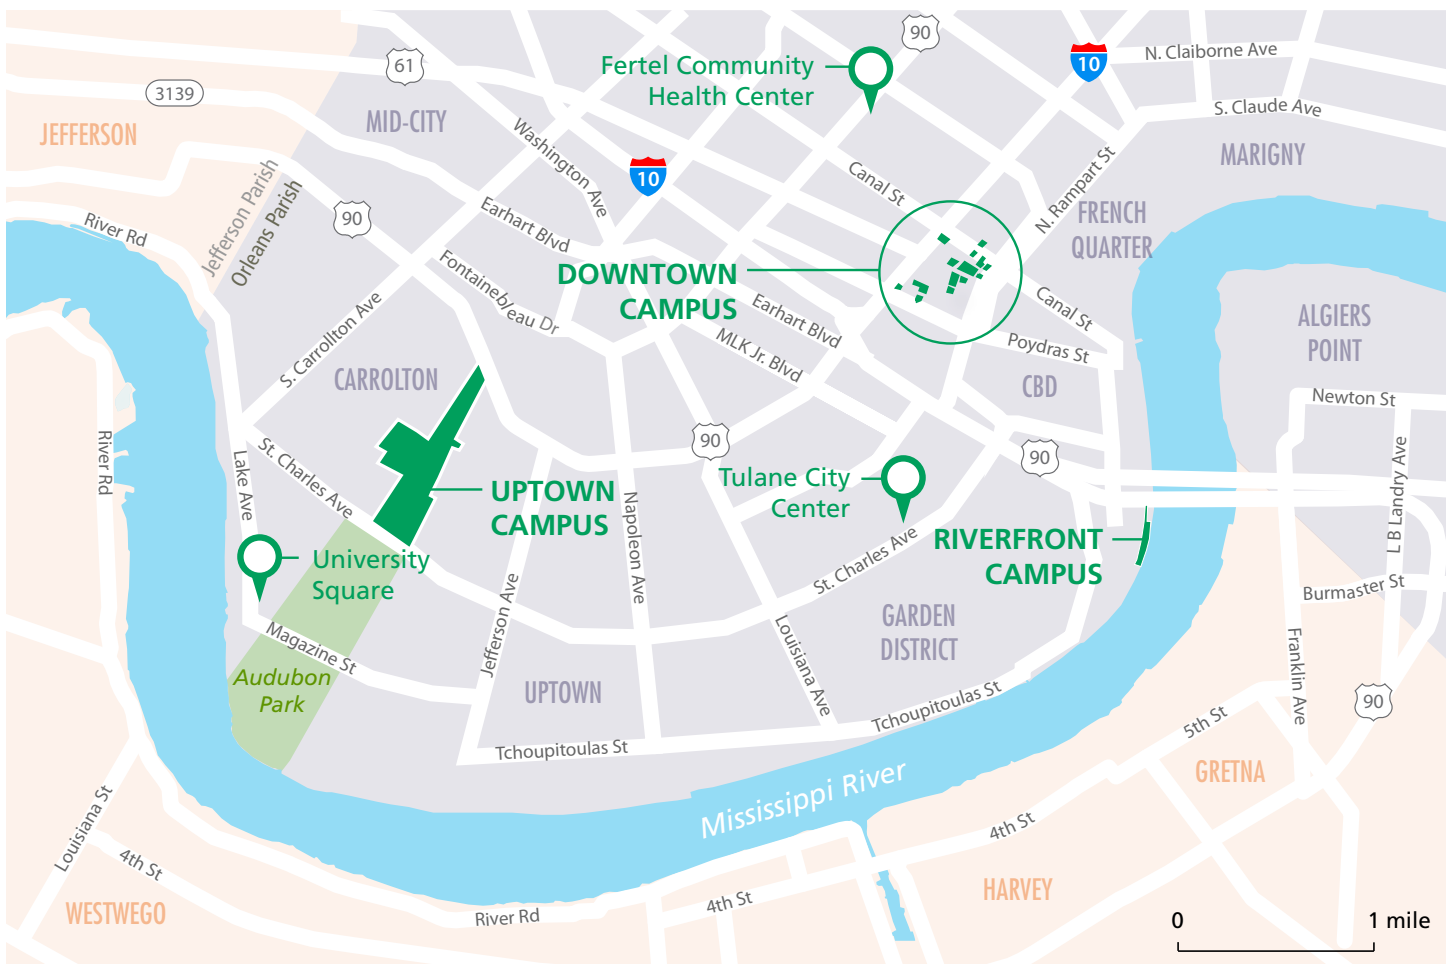 90
61
Fertel Community
Health Center
10
N. Claiborne Ave
3139
S. Claude Ave
MID-CITY
JEFFERSON
Washington Ave
MARIGNY
10
Canal St
N. Rampart St
Jefferson Parish
Orleans Parish
90
River Rd
Earhart Blvd
FRENCH
QUARTER
Fontainebleau Dr
DOWNTOWN
CAMPUS
Earhart Blvd
Canal St
ALGIERS
POINT
S. Carrollton Ave
MLK Jr. Blvd
Poydras St
CARROLTON
CBD
Newton St
River Rd
St. Charles Ave
90
90
Lake Ave
Tulane City
Center
L B Landry Ave
UPTOWN
CAMPUS
Napoleon Ave
RIVERFRONT
CAMPUS
University
Square
St. Charles Ave
Burmaster St
Jefferson Ave
GARDEN
DISTRICT
Magazine St
Louisiana Ave
Franklin Ave
Audubon
Park
UPTOWN
90
Tchoupitoulas St
5th St
Tchoupitoulas St
GRETNA
Mississippi River
Louisiana St
4th St
4th St
HARVEY
4th St
WESTWEGO
River Rd
0
1 mile